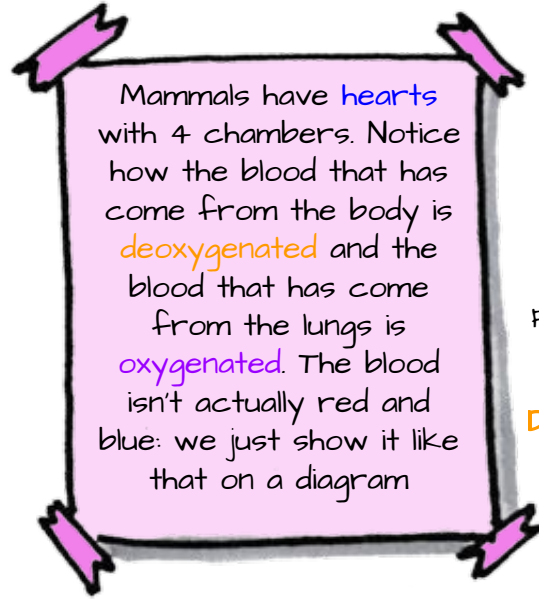 Mammals have hearts
with 4 chambers. Notice
how the blood that has
come from the body is
deoxygenated and the
blood that has come
from the lungs is
oxygenated. The blood
isn't actually red and
blue: we just show it like
that on a diagram